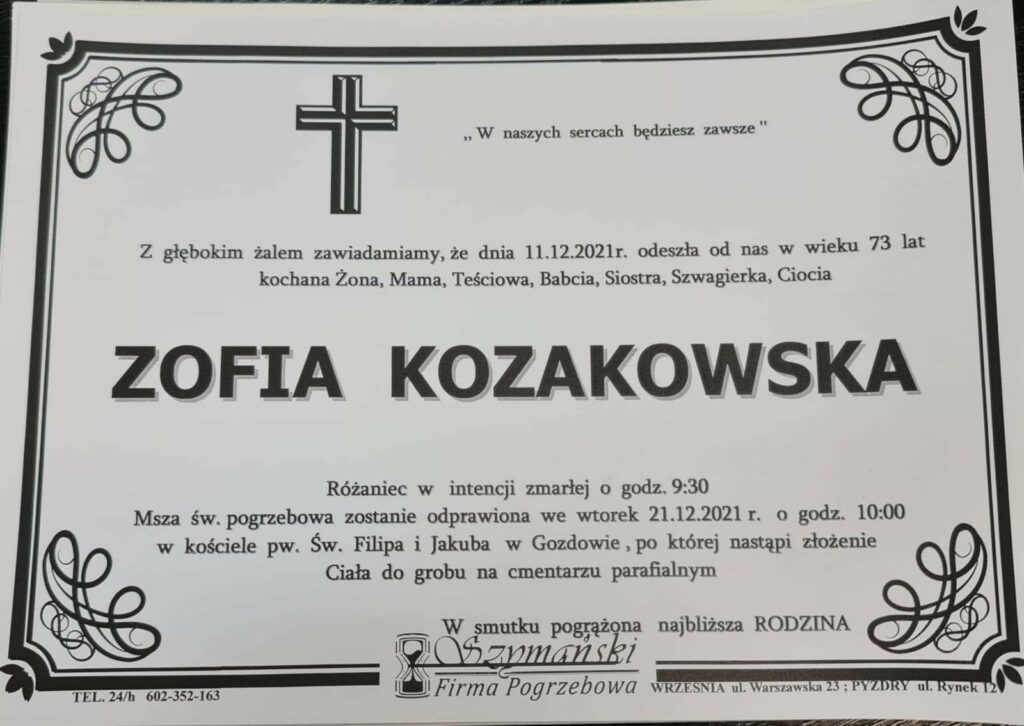 „W naszych sercach będziesz zawsze"
Z głębokim żalem zawiadamiamy, że dnia 11.12.2021r. odeszła od nas w wieku 73 lat
kochana Żona, Mama, Teściowa, Babcia, Siostra, Szwagierka, Ciocia
ZOFIA KOZAKOWSKA
Różaniec w intencji zmarłej o godz. 9:30
Msza św. pogrzebowa zostanie odprawiona we wtorek 21.12.2021 r. o godz. 10:00
w kościele pw. Św. Filipa i Jakuba w Gozdowie, po której nastąpi złożenie
Ciała do grobu na cmentarzu parafialnym
W smutku pogrążona najbliższa RODZINA
Szymański
Firma Pogrzebowa
TEL. 24/h 602-352-163
WRZEŚNIA ul. Warszawska 23 ; PYZDRY ul. Rynek 12